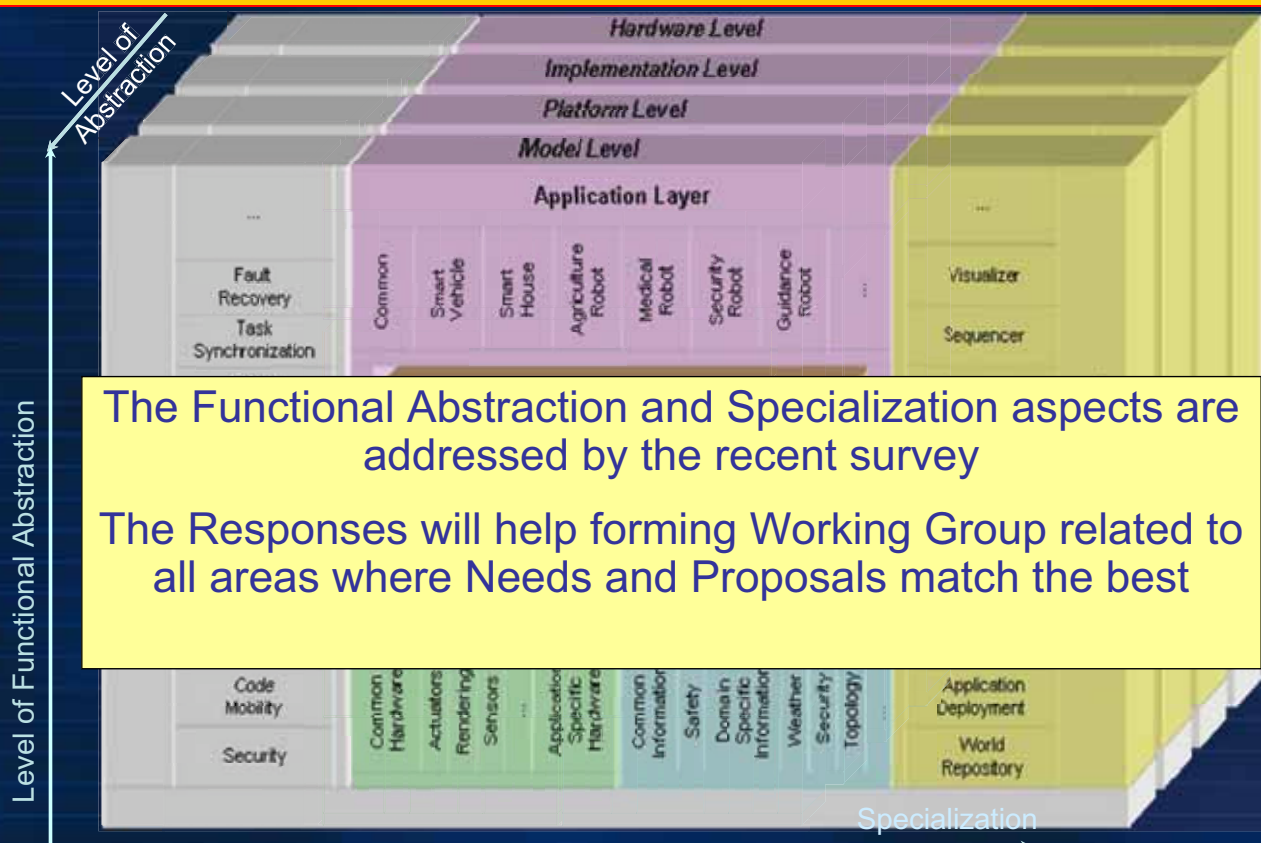 Level of
Abstraction
Hardware Level
Implementation Level
Platform Level
Model Level
Application Layer
...
Fault
Recovery
Task
Synchronization
Common
Smart
Vehicle
Smart
House
Agriculture
Robot
Medical
Robot
Security
Robot
Guidance
Robot
...
...
Visualizer
Sequencer
Level of Functional Abstraction
The Functional Abstraction and Specialization aspects are
addressed by the recent survey
The Responses will help forming Working Group related to
all areas where Needs and Proposals match the best
Code
Mobility
Security
Common
Hardware
Actuators
Rendering
Sensors
...
Application
Specific
Hardware
Common
Information
Safety
Domain
Specific
Information
Weather
Security
Topology
...
Application
Deployment
World
Repository
Specialization